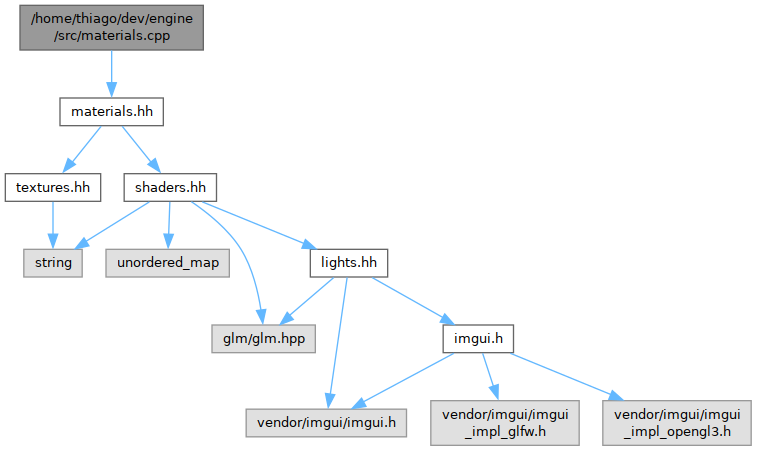 /home/thiago/dev/engine
/src/materials.cpp
materials.hh
textures.hh
shaders.hh
string
unordered_map
lights.hh
glm/glm.hpp
imgui.h
vendor/imgui/imgui.h
vendor/imgui/imgui
_impl_glfw.h
vendor/imgui/imgui
_impl_opengl3.h